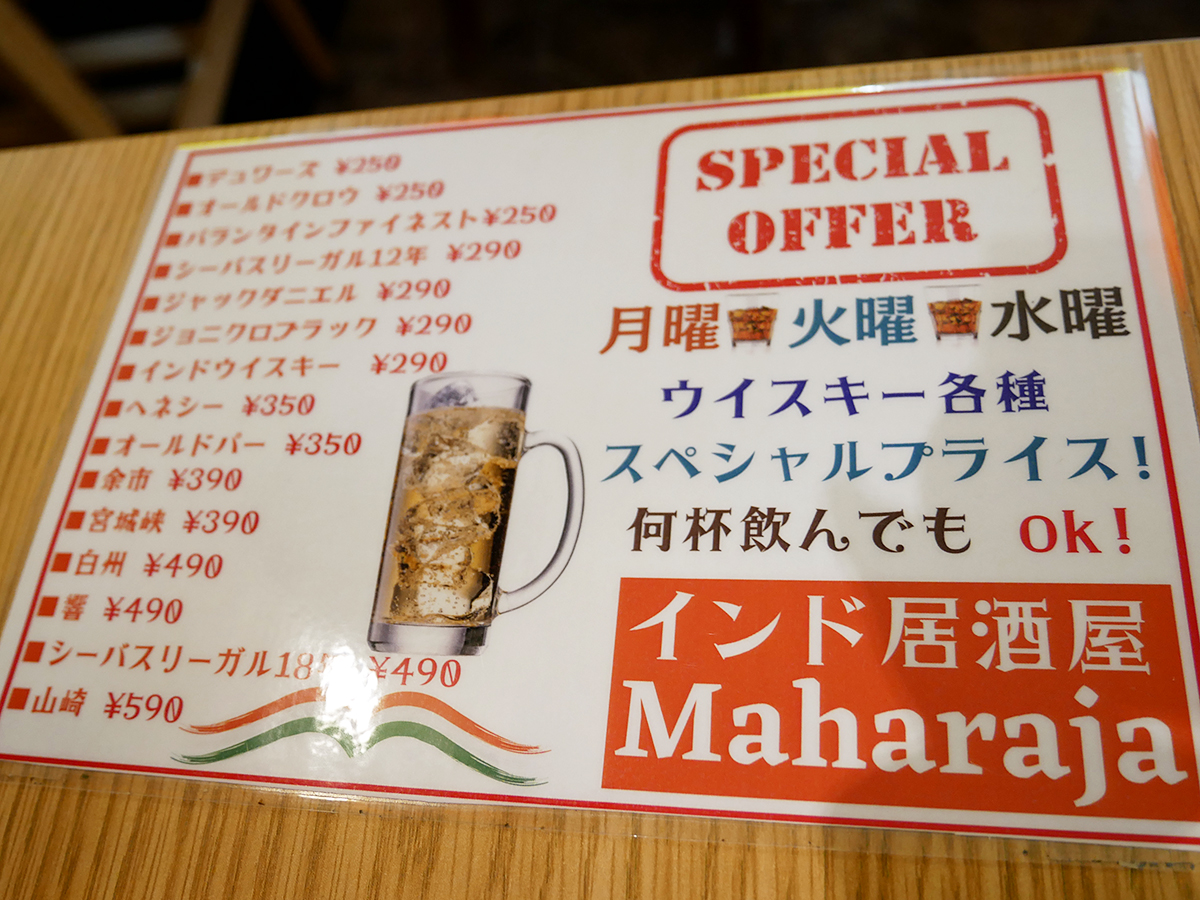 ■デュワーズ ¥250
■オールドクロウ ¥250
■バランタインファイネスト¥250
■シーバスリーガル12年 ¥290
■ジャックダニエル ¥290
■ジョニクロブラック ¥290
■インドウイスキー ¥290
■ヘネシー ¥350
■オールドパー ¥350
■余市 ¥390
■宮城峡 ¥390
■白州 ¥490
■響 ¥490
■シーバスリーガル18年 ¥490
■山崎 ¥590
SPECIAL
OFFER
月曜 火曜 水曜
ウイスキー各種
スペシャルプライス!
何杯飲んでも ok!
インド居酒屋
Maharaja